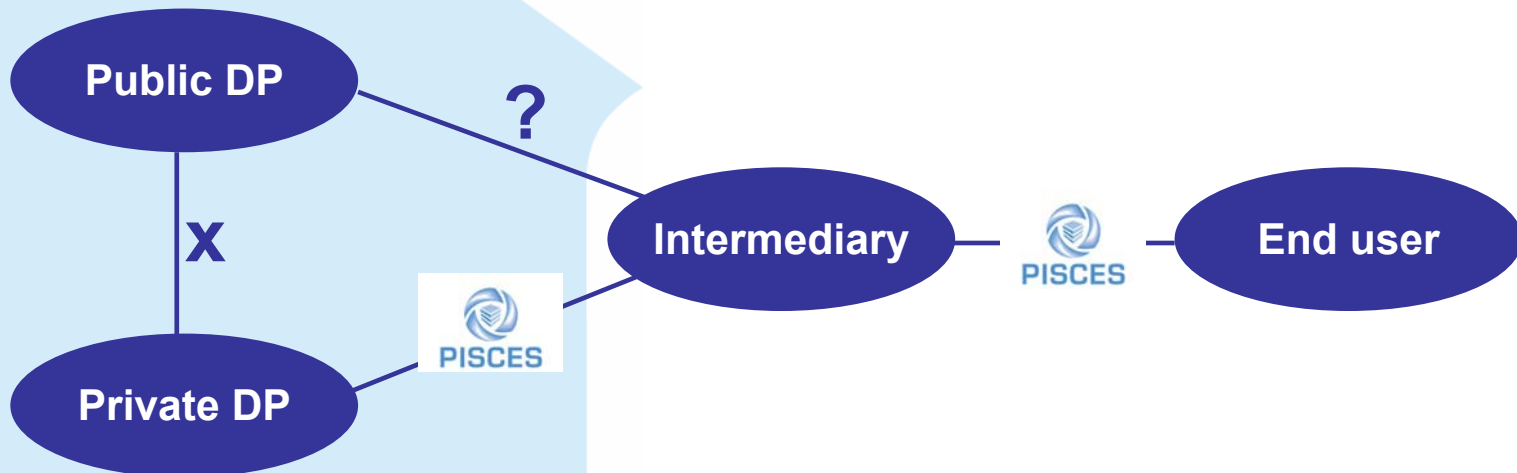 Public DP
?
X
Intermediary
PISCES
End user
PISCES
Private DP